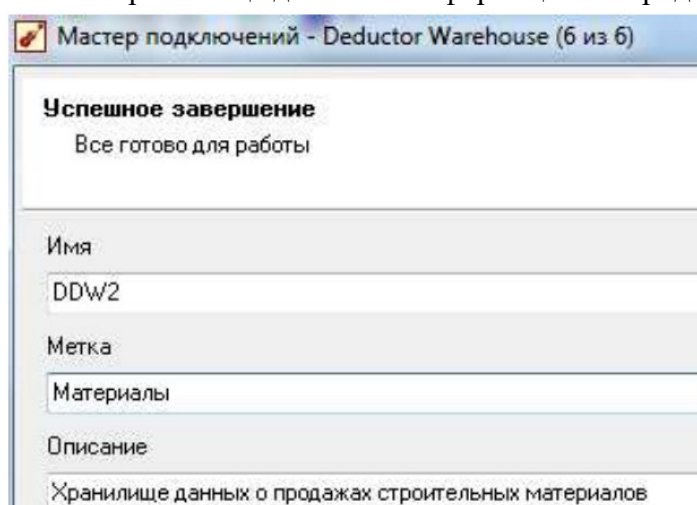 Мастер подключений - Deductor Warehouse (6 из 6)
Успешное завершение
Все готово для работы
Имя
DDW2
Метка
Материалы
Описание
Хранилище данных о продажах строительных материалов